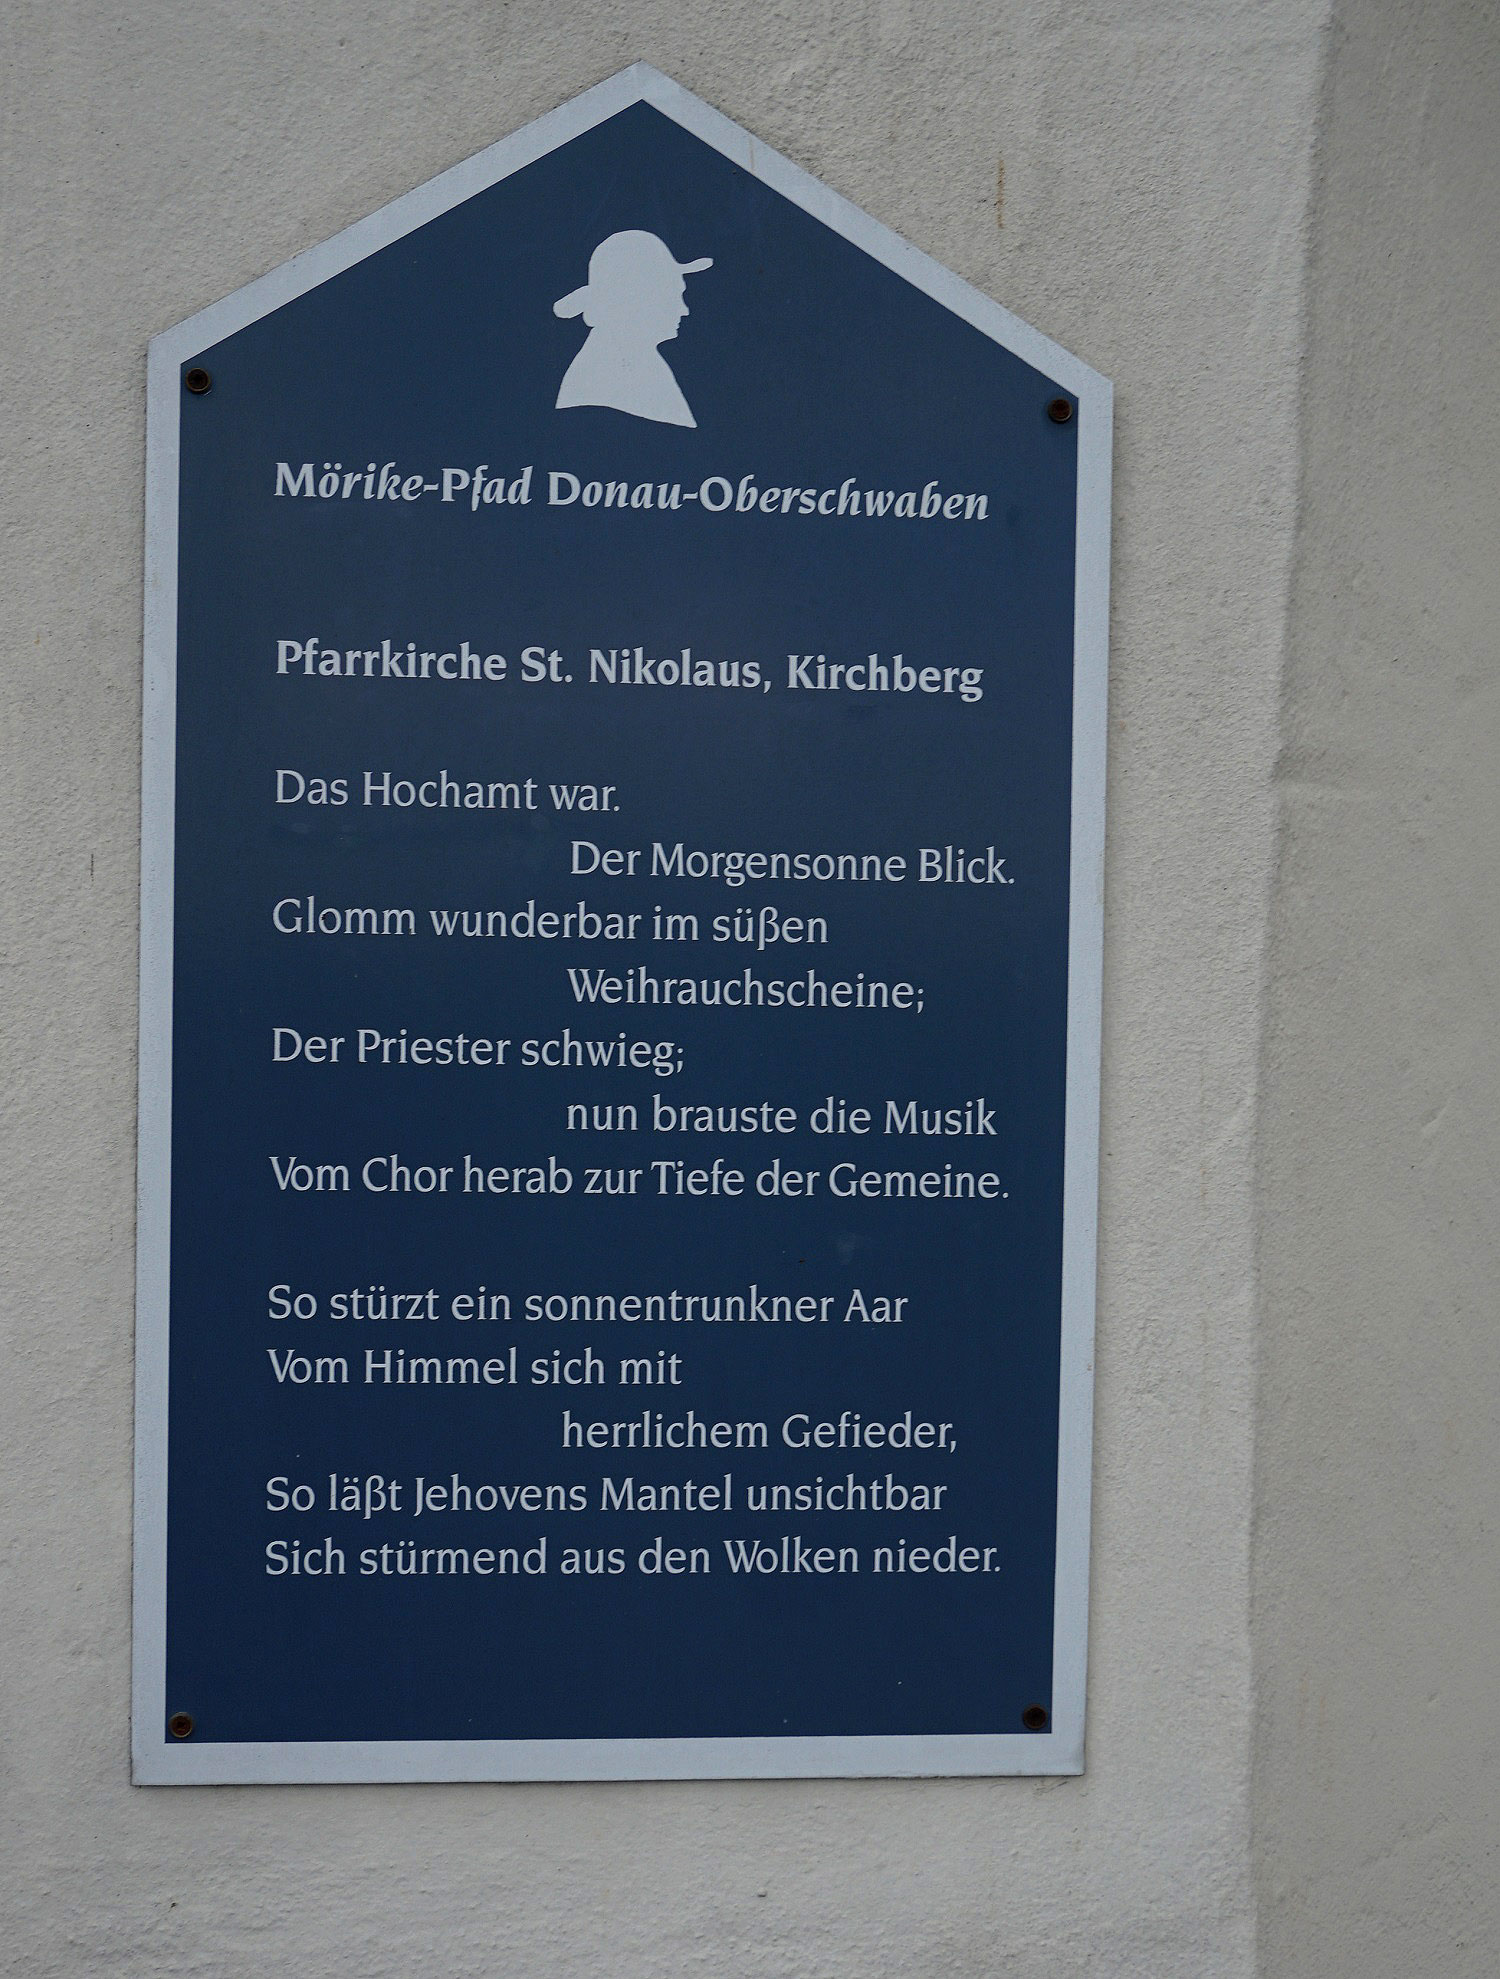 Mörike-Pfad Donau-Oberschwaben
Pfarrkirche St. Nikolaus, Kirchberg
Das Hochamt war.
Der Morgensonne Blick.
Glomm wunderbar im süßen
Weihrauchscheine;
Der Priester schwieg;
nun brauste die Musik
Vom Chor herab zur Tiefe der Gemeine.
So stürzt ein sonnentrunkner Aar
Vom Himmel sich mit
herrlichem Gefieder,
So läßt Jehovens Mantel unsichtbar
Sich stürmend aus den Wolken nieder.